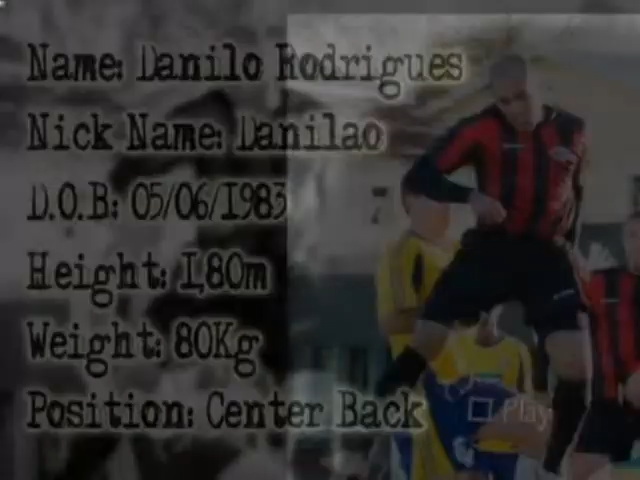 Name: Danilo Rodrigues
Nick Name: Danilao
D.O.B: 05/06/1983
Height: 1,80m
Weight: 80Kg
Position: Center Back
Play